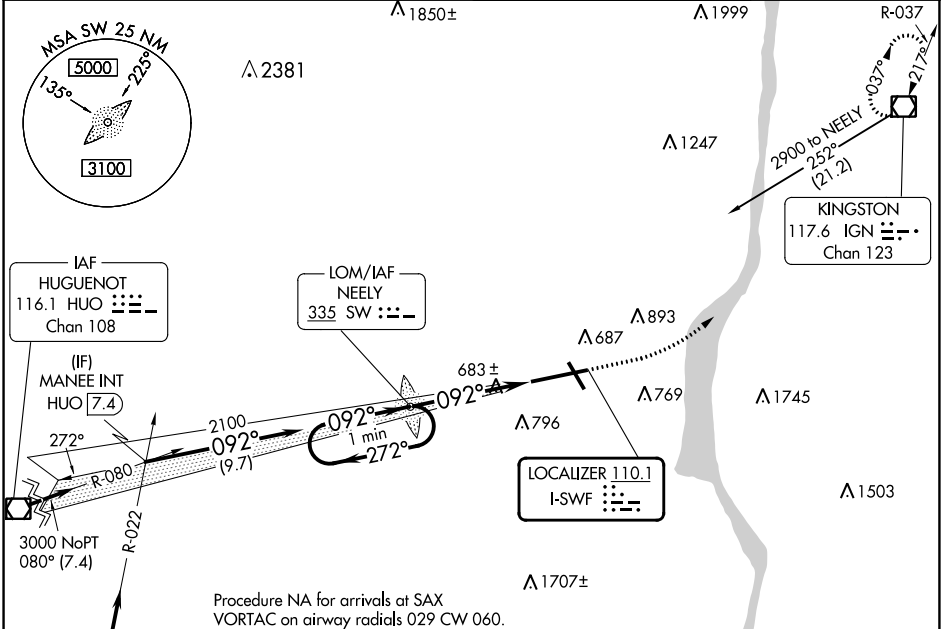 MSA SW 25 NM
5000
135°
225°
3100
1850±
2381
1999
1247
R-037
037°
217°
2900 to NEELY
252°
(21.2)
KINGSTON
117.6 IGN
Chan 123
IAF
HUGUENOT
116.1 HUO
Chan 108
(IF)
MANEE INT
HUO 7.4
LOM/IAF
NEELY
335 SW
893
687
683±
769
1745
796
2100
092°
092°
092°
1 min
272°
(9.7)
272°
R-080
R-022
3000 NoPT
080° (7.4)
LOCALIZER 110.1
I-SWF
1503
1707±
Procedure NA for arrivals at SAX
VORTAC on airway radials 029 CW 060.